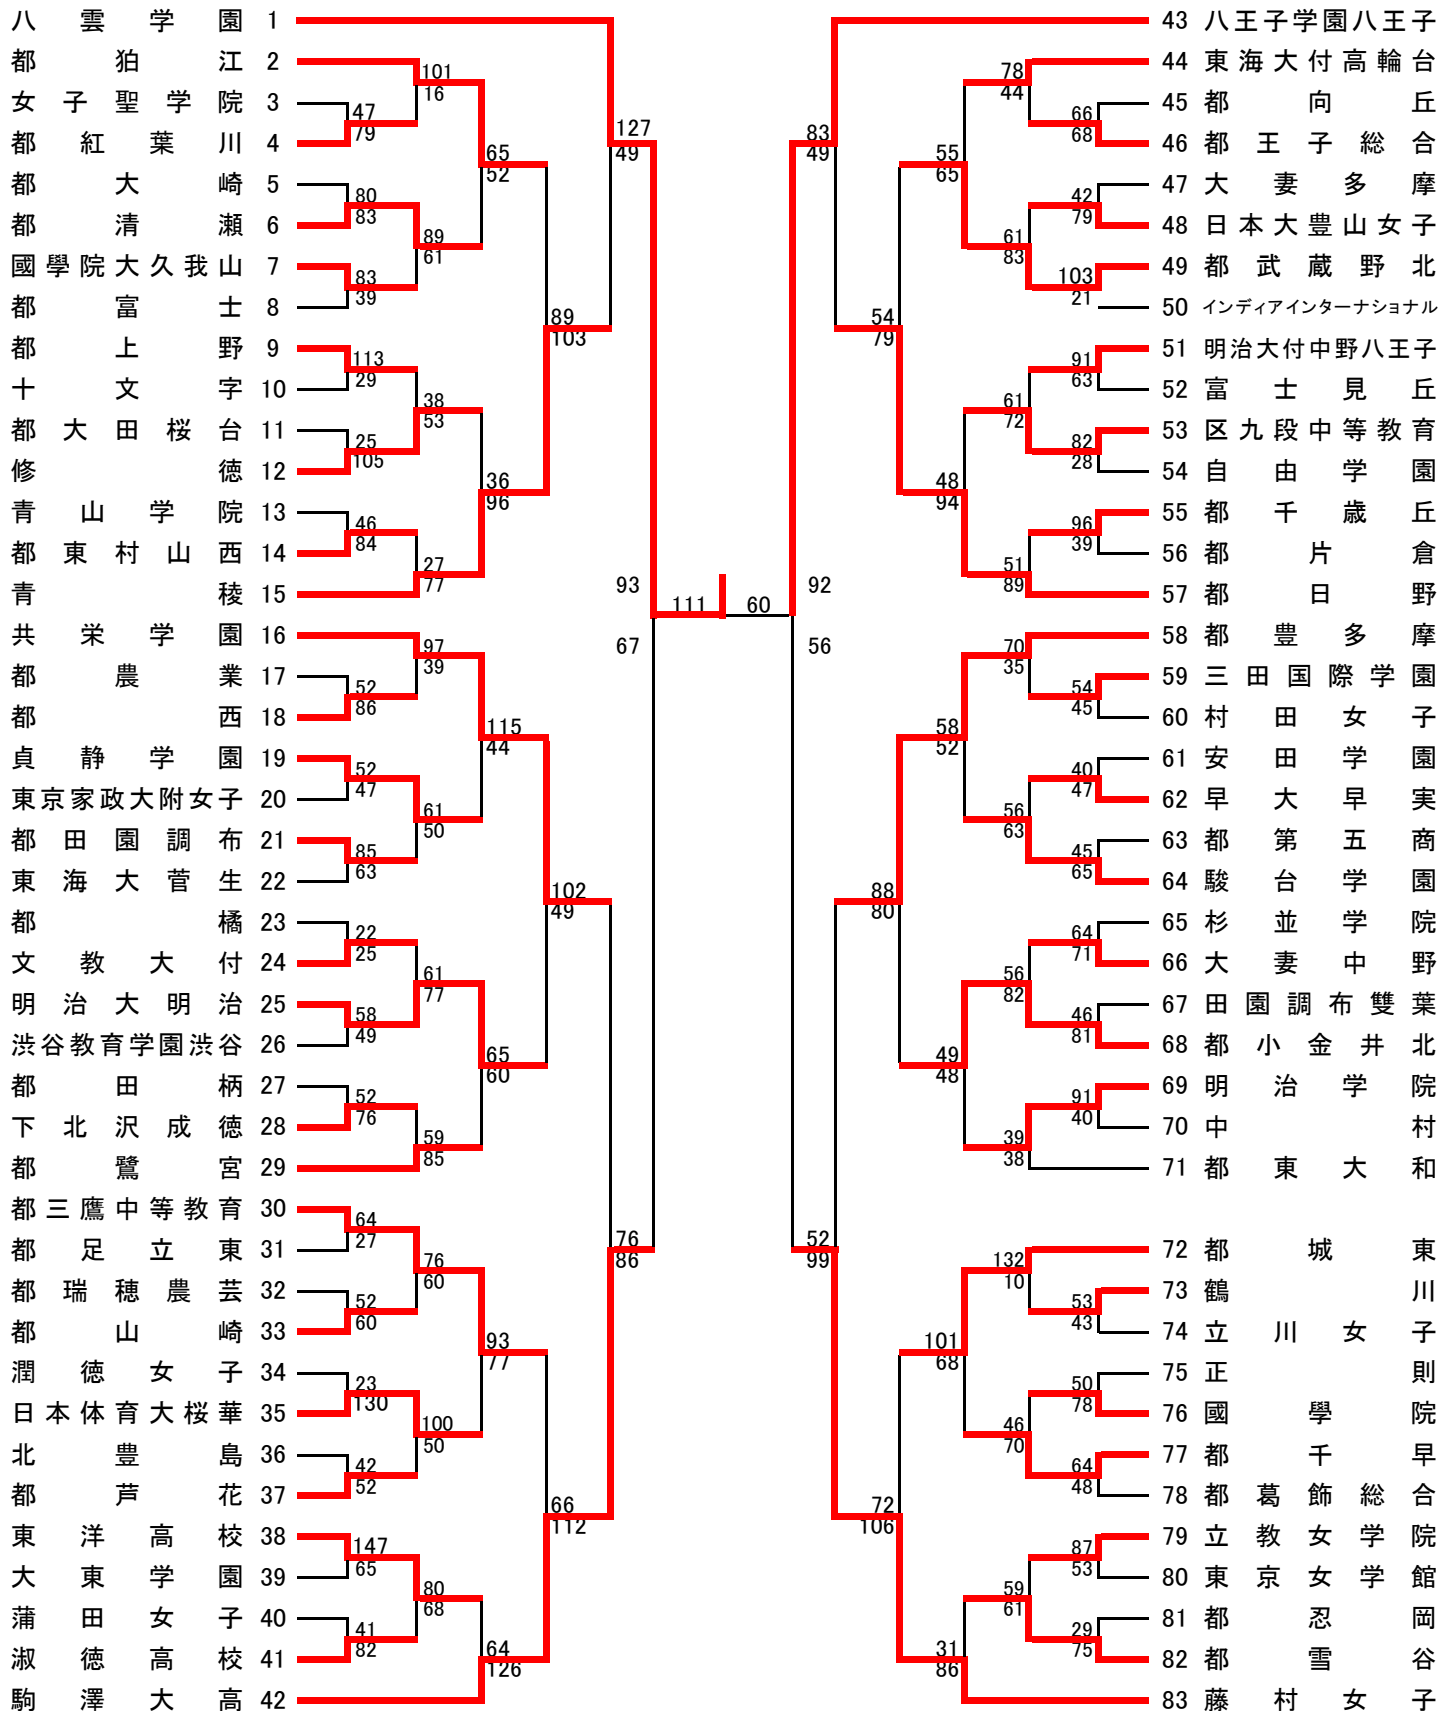 八雲学園 1
都狛江 2
女子聖学院 3
都紅葉川 4
都大崎 5
都清瀬 6
國學院大久我山 7
都富士 8
都上野 9
十文字 10
都大田桜台 11
修徳 12
青山学院 13
都東村山西 14
青稜 15
共栄学園 16
都農業 17
都西 18
貞静学園 19
東京家政大附女子 20
都田園調布 21
東海大菅生 22
都橘 23
文教大付 24
明治大明治 25
渋谷教育学園渋谷 26
都田柄 27
下北沢成徳 28
都鷺宮 29
都三鷹中等教育 30
都足立東 31
都瑞穂農芸 32
都山崎 33
潤徳女子 34
日本体育大桜華 35
北豊島 36
都芦花 37
東洋高校 38
大東学園 39
蒲田女子 40
淑徳高校 41
駒澤大高 42
47
79
80
83
83
39
113
29
25
105
46
84
52
86
52
47
85
63
22
25
58
49
52
76
64
27
52
60
23
130
42
52
147
65
41
82
101
16
89
61
38
53
27
77
97
39
61
50
61
77
59
85
76
60
100
50
80
68
65
52
36
96
115
44
65
60
93
77
64
126
89
103
102
49
66
112
127
49
76
86
93
67
111
60
92
56
83
49
52
99
54
79
88
80
72
106
55
65
48
94
58
52
49
48
101
68
31
86
78
44
61
83
61
72
51
89
70
35
56
63
56
82
39
38
132
10
46
70
59
61
66
68
42
79
103
21
91
63
82
28
96
39
54
45
40
47
45
65
64
71
46
81
91
40
53
43
50
78
64
48
87
53
29
75
43 八王子学園八王子
44 東海大付高輪台
45 都向丘
46 都王子総合
47 大妻多摩
48 日本大豊山女子
49 都武蔵野北
50 インディアインターナショナル
51 明治大付中野八王子
52 富士見丘
53 区九段中等教育
54 自由学園
55 都千歳丘
56 都片倉
57 都日野
58 都豊多摩
59 三田国際学園
60 村田女子
61 安田学園
62 早大早実
63 都第五商
64 駿台学園
65 杉並学院
66 大妻中野
67 田園調布雙葉
68 都小金井北
69 明治学院
70 中村
71 都東大和
72 都城東
73 鶴川
74 立川女子
75 正則
76 國學院
77 都千早
78 都葛飾総合
79 立教女学院
80 東京女学館
81 都忍岡
82 都雪谷
83 藤村女子